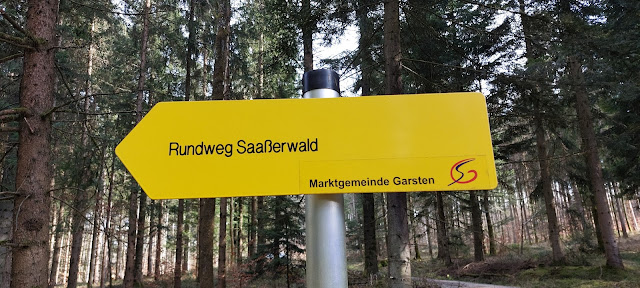 Rundweg Saaßerwald
Marktgemeinde Garsten